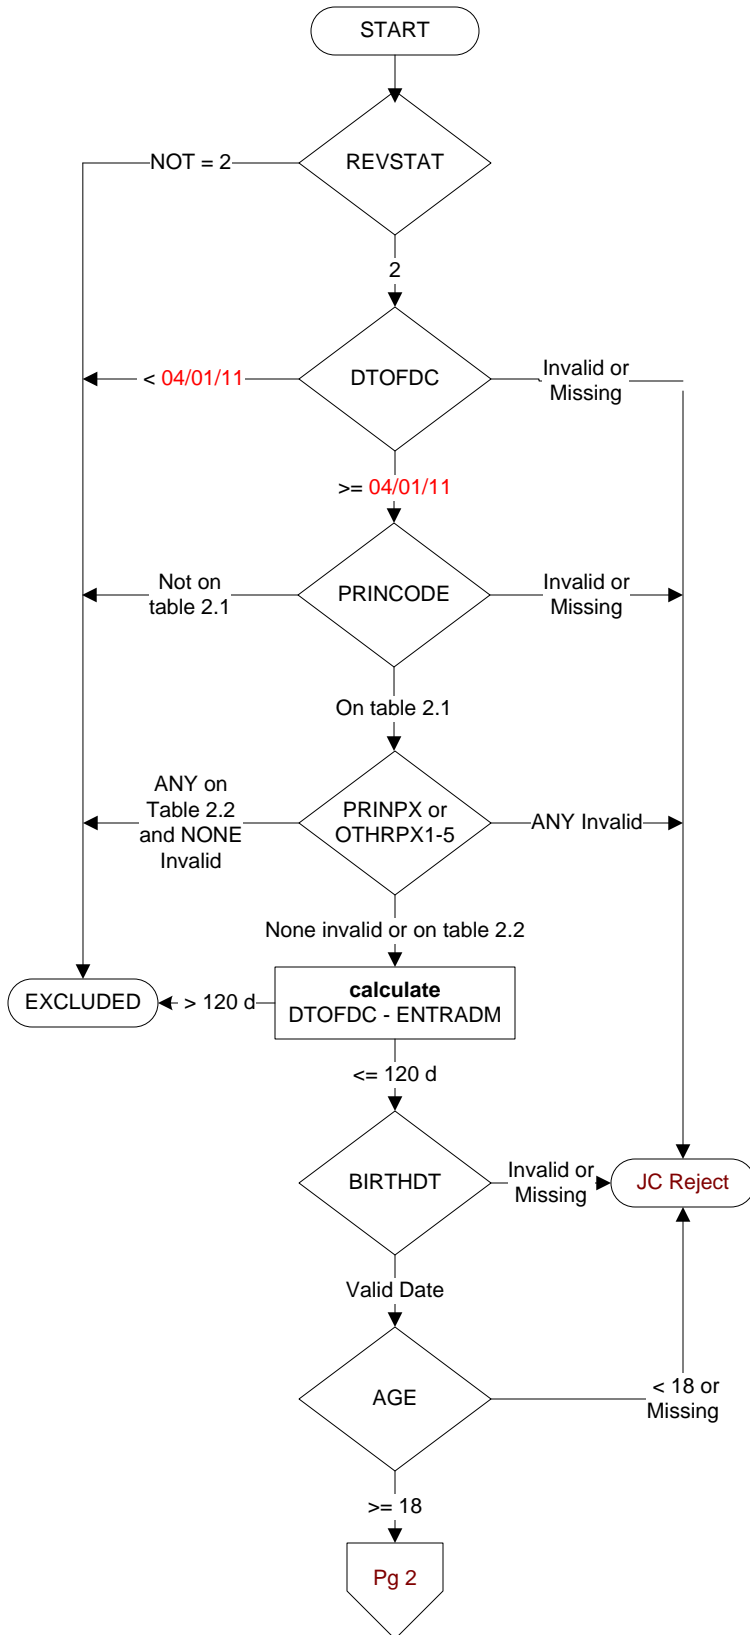 START
REVSTAT
NOT = 2
2
DTOFDC
< 04/01/11
Invalid or
Missing
>= 04/01/11
PRINCODE
Not on
table 2.1
Invalid or
Missing
On table 2.1
PRINPX or
OTHRPX1-5
ANY on
Table 2.2
and NONE
Invalid
ANY Invalid
None invalid or on table 2.2
calculate
DTOFDC - ENTRADM
EXCLUDED
> 120 d
<= 120 d
BIRTHDT
Invalid or
Missing
JC Reject
Valid Date
AGE
< 18 or
Missing
>= 18
Pg 2